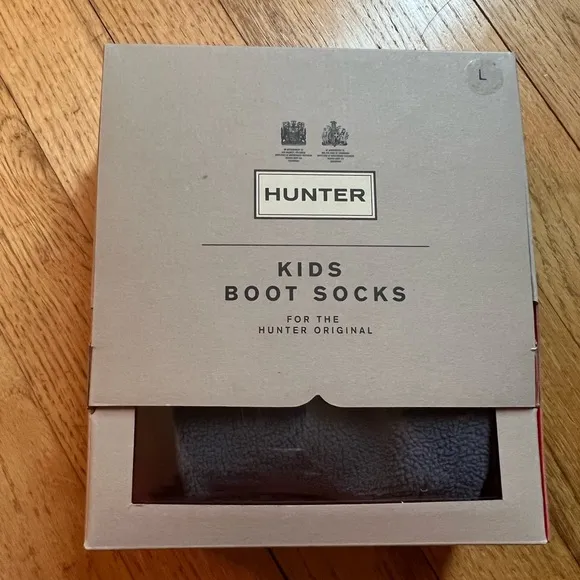 L
HUNTER
KIDS
BOOT SOCKS
FOR THE
HUNTER ORIGINAL